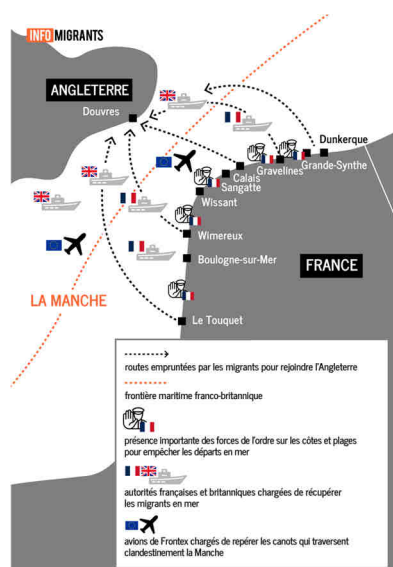 INFOMIGRANTS
ANGLETERRE
Douvres
Dunkerque
Grande-Synthe
Gravelines
Calais
Sangatte
Wissant
Wimereux
FRANCE
Boulogne-sur-Mer
LA MANCHE
Le Touquet
routes empruntées par les migrants pour rejoindre l'Angleterre
frontière maritime franco-britannique
présence importante des forces de l'ordre sur les côtes et plages
pour empêcher les départs en mer
autorités françaises et britanniques chargées de récupérer
les migrants en mer
avions de Frontex chargés de repérer les canots qui traversent
clandestinement la Manche